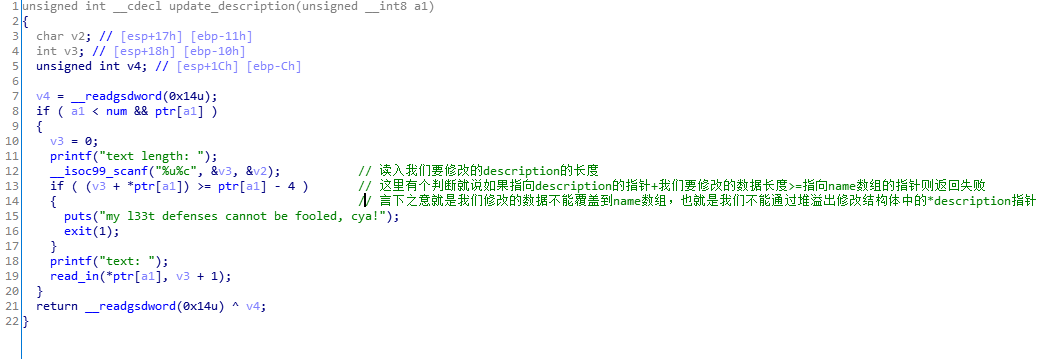 1 unsigned int __cdecl update_description(unsigned __int8 a1)
2 {
3 char v2; // [esp+17h] [ebp-11h]
4 int v3; // [esp+18h] [ebp-10h]
5 unsigned int v4; // [esp+1Ch] [ebp-Ch]
6
7 v4 = __readgsdword(0x14u);
8 if ( a1 < num && ptr[a1] )
9 {
10 v3 = 0;
11 printf("text length: ");
12 __isoc99_scanf("%u%c", &v3, &v2); // 读入我们要修改的description的长度
13 if ( (v3 + *ptr[a1]) >= ptr[a1] - 4 ) // 这里有个判断就说如果指向description的指针+我们要修改的数据长度>=指向name数组的指针则返回失败
14 { // 言下之意就是我们修改的数据不能覆盖到name数组，也就是我们不能通过堆溢出修改结构体中的*description指针
15 puts("my l33t defenses cannot be fooled, cya!");
16 exit(1);
17 }
18 printf("text: ");
19 read_in(*ptr[a1], v3 + 1);
20 }
21 return __readgsdword(0x14u) ^ v4;
22 }